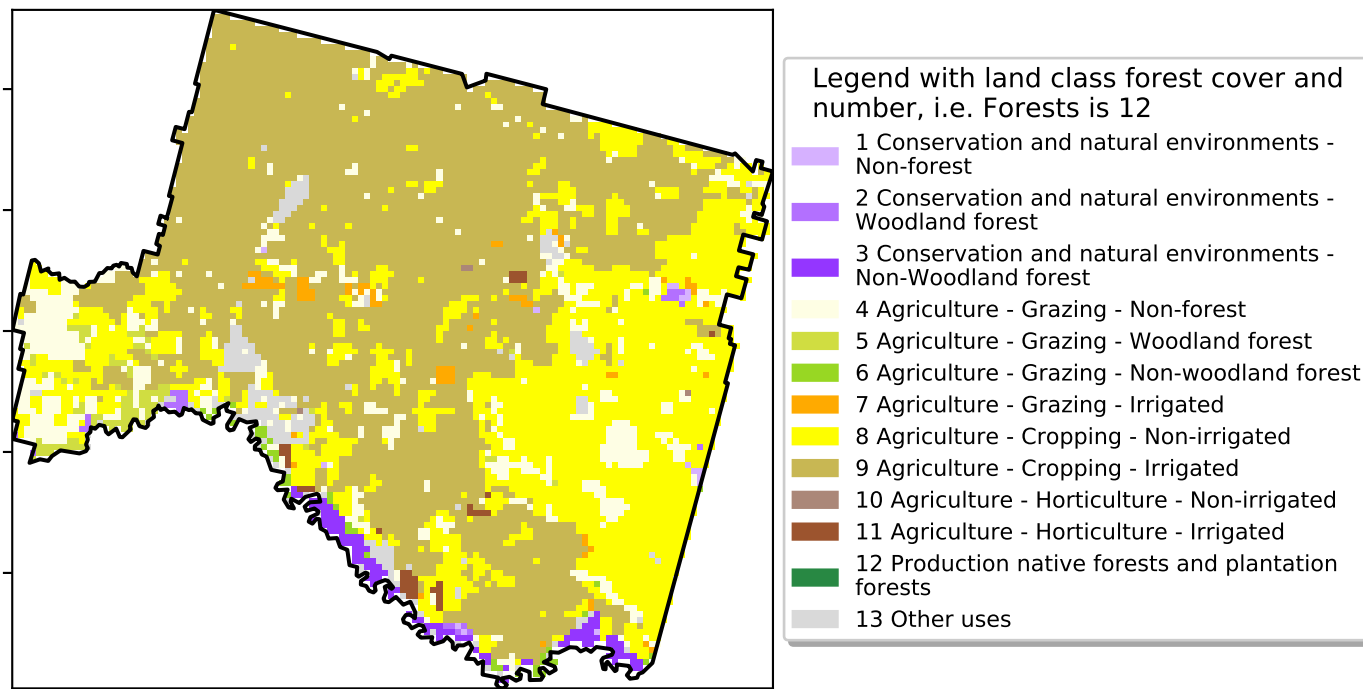 Legend with land class forest cover and
number, i.e. Forests is 12
1 Conservation and natural environments -
Non-forest
2 Conservation and natural environments -
Woodland forest
3 Conservation and natural environments -
Non-Woodland forest
4 Agriculture - Grazing - Non-forest
5 Agriculture - Grazing - Woodland forest
6 Agriculture - Grazing - Non-woodland forest
7 Agriculture - Grazing - Irrigated
8 Agriculture - Cropping - Non-irrigated
9 Agriculture - Cropping - Irrigated
10 Agriculture - Horticulture - Non-irrigated
11 Agriculture - Horticulture - Irrigated
12 Production native forests and plantation
forests
13 Other uses